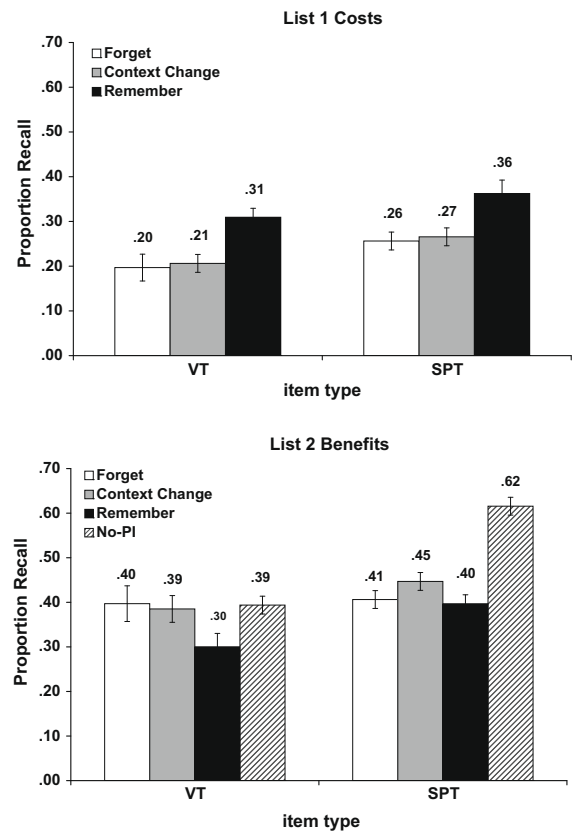 List 1 Costs
.70
.60
.50
.40
.30
.20
.10
.00
Proportion Recall
Forget
Context Change
Remember
.20
.21
.31
.26
.27
.36
VT
SPT
item type
List 2 Benefits
.70
.60
.50
.40
.30
.20
.10
.00
Proportion Recall
Forget
Context Change
Remember
No-PI
.40
.39
.30
.39
.41
.45
.40
.62
VT
SPT
item type